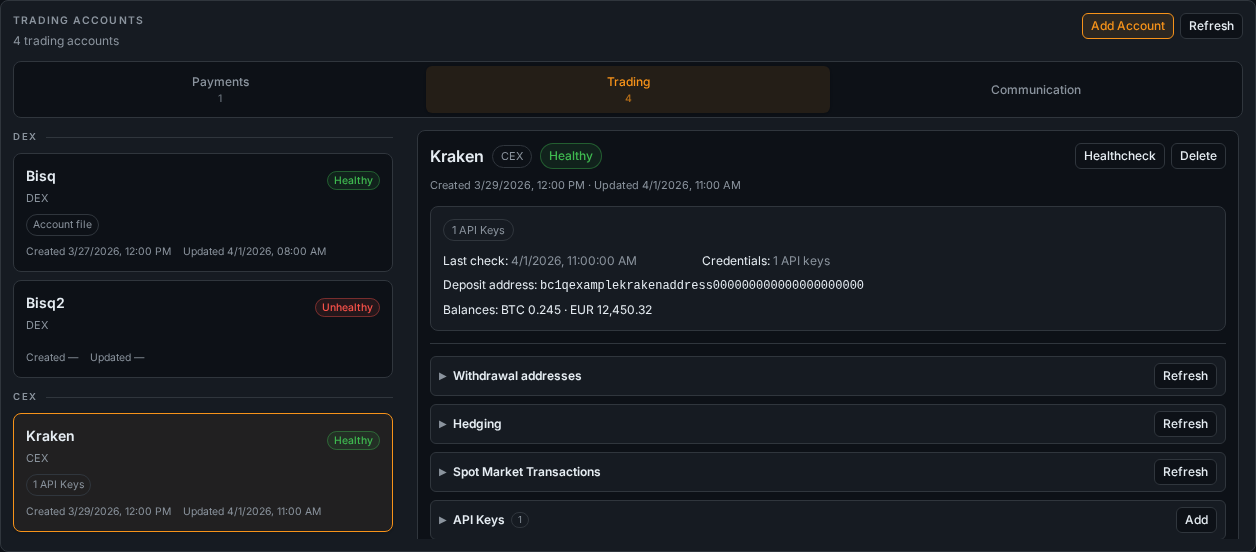 TRADING ACCOUNTS
4 trading accounts
Add Account
Refresh
Payments
1
Trading
4
Communication
DEX
Bisq
Healthy
DEX
Account file
Created 3/27/2026, 12:00 PM Updated 4/1/2026, 08:00 AM
Bisq2
Unhealthy
DEX
Created — Updated —
CEX
Kraken
Healthy
CEX
1 API Keys
Created 3/29/2026, 12:00 PM Updated 4/1/2026, 11:00 AM
Kraken CEX Healthy
Healthcheck
Delete
Created 3/29/2026, 12:00 PM · Updated 4/1/2026, 11:00 AM
1 API Keys
Last check: 4/1/2026, 11:00:00 AM Credentials: 1 API keys
Deposit address: bc1qexamplekrakenaddress000000000000000000000
Balances: BTC 0.245 · EUR 12,450.32
▶ Withdrawal addresses Refresh
▶ Hedging Refresh
▶ Spot Market Transactions Refresh
▶ API Keys 1 Add